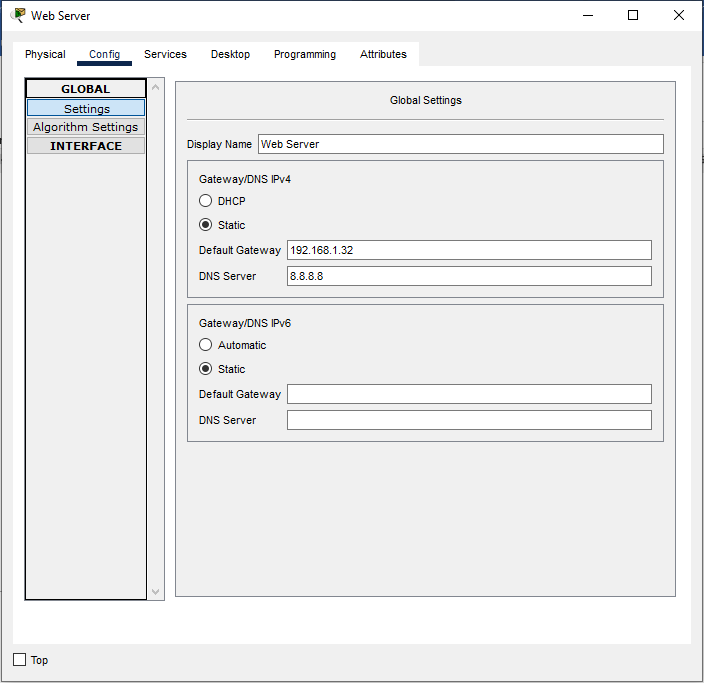 Web Server
Physical Config Services Desktop Programming Attributes
GLOBAL
Settings
Algorithm Settings
INTERFACE
Global Settings
Display Name Web Server
Gateway/DNS IPv4
DHCP
Static
Default Gateway 192.168.1.32
DNS Server 8.8.8.8
Gateway/DNS IPv6
Automatic
Static
Default Gateway
DNS Server
Top